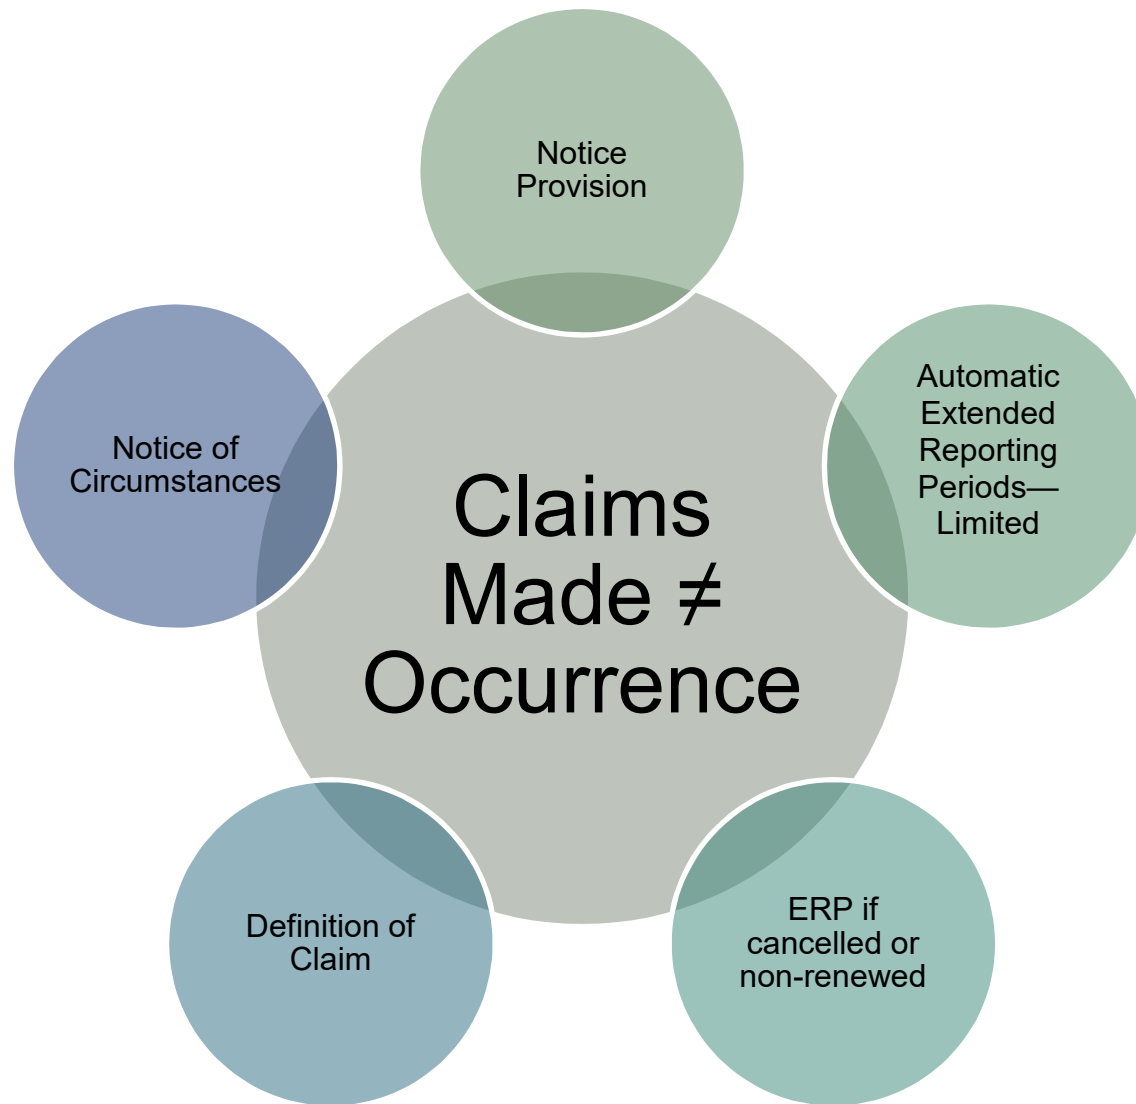 Notice
Provision
Automatic
Extended
Reporting
Periods—
Limited
Notice of
Circumstances
Claims
Made ≠
Occurrence
Definition of
Claim
ERP if
cancelled or
non-renewed